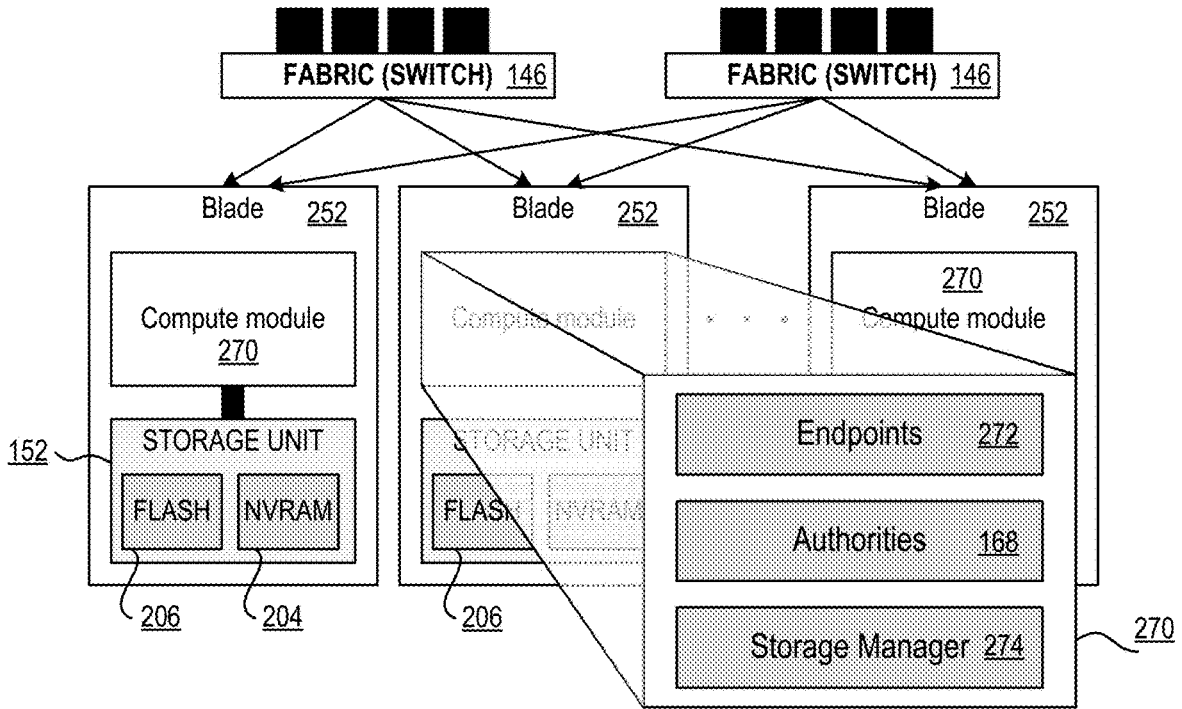 FABRIC (SWITCH) 146
FABRIC (SWITCH) 146
Blade 252
Blade 252
Blade 252
Compute module
270
Compute module
. . .
270
Compute module
STORAGE UNIT
152
FLASH
NVRAM
206
204
STORAGE UNIT
FLASH
NVRAM
206
Endpoints 272
Authorities 168
Storage Manager 274
270